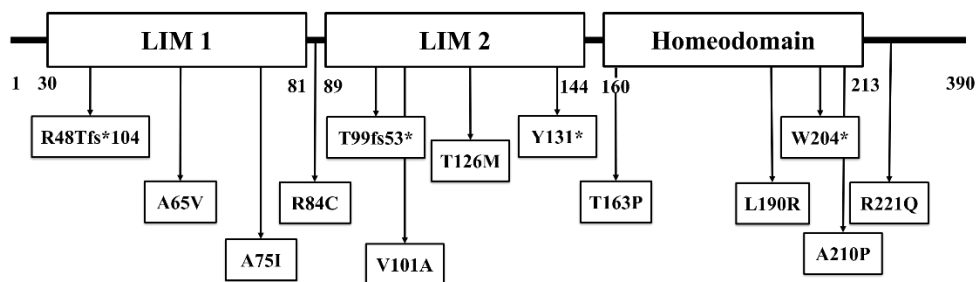 LIM 1 LIM 2 Homeodomain
1 30 81 89 144 160 213 390
R48Tfs*104 T99fs53* Y131* W204*
T126M
A65V R84C T163P L190R R221Q
A75I V101A A210P